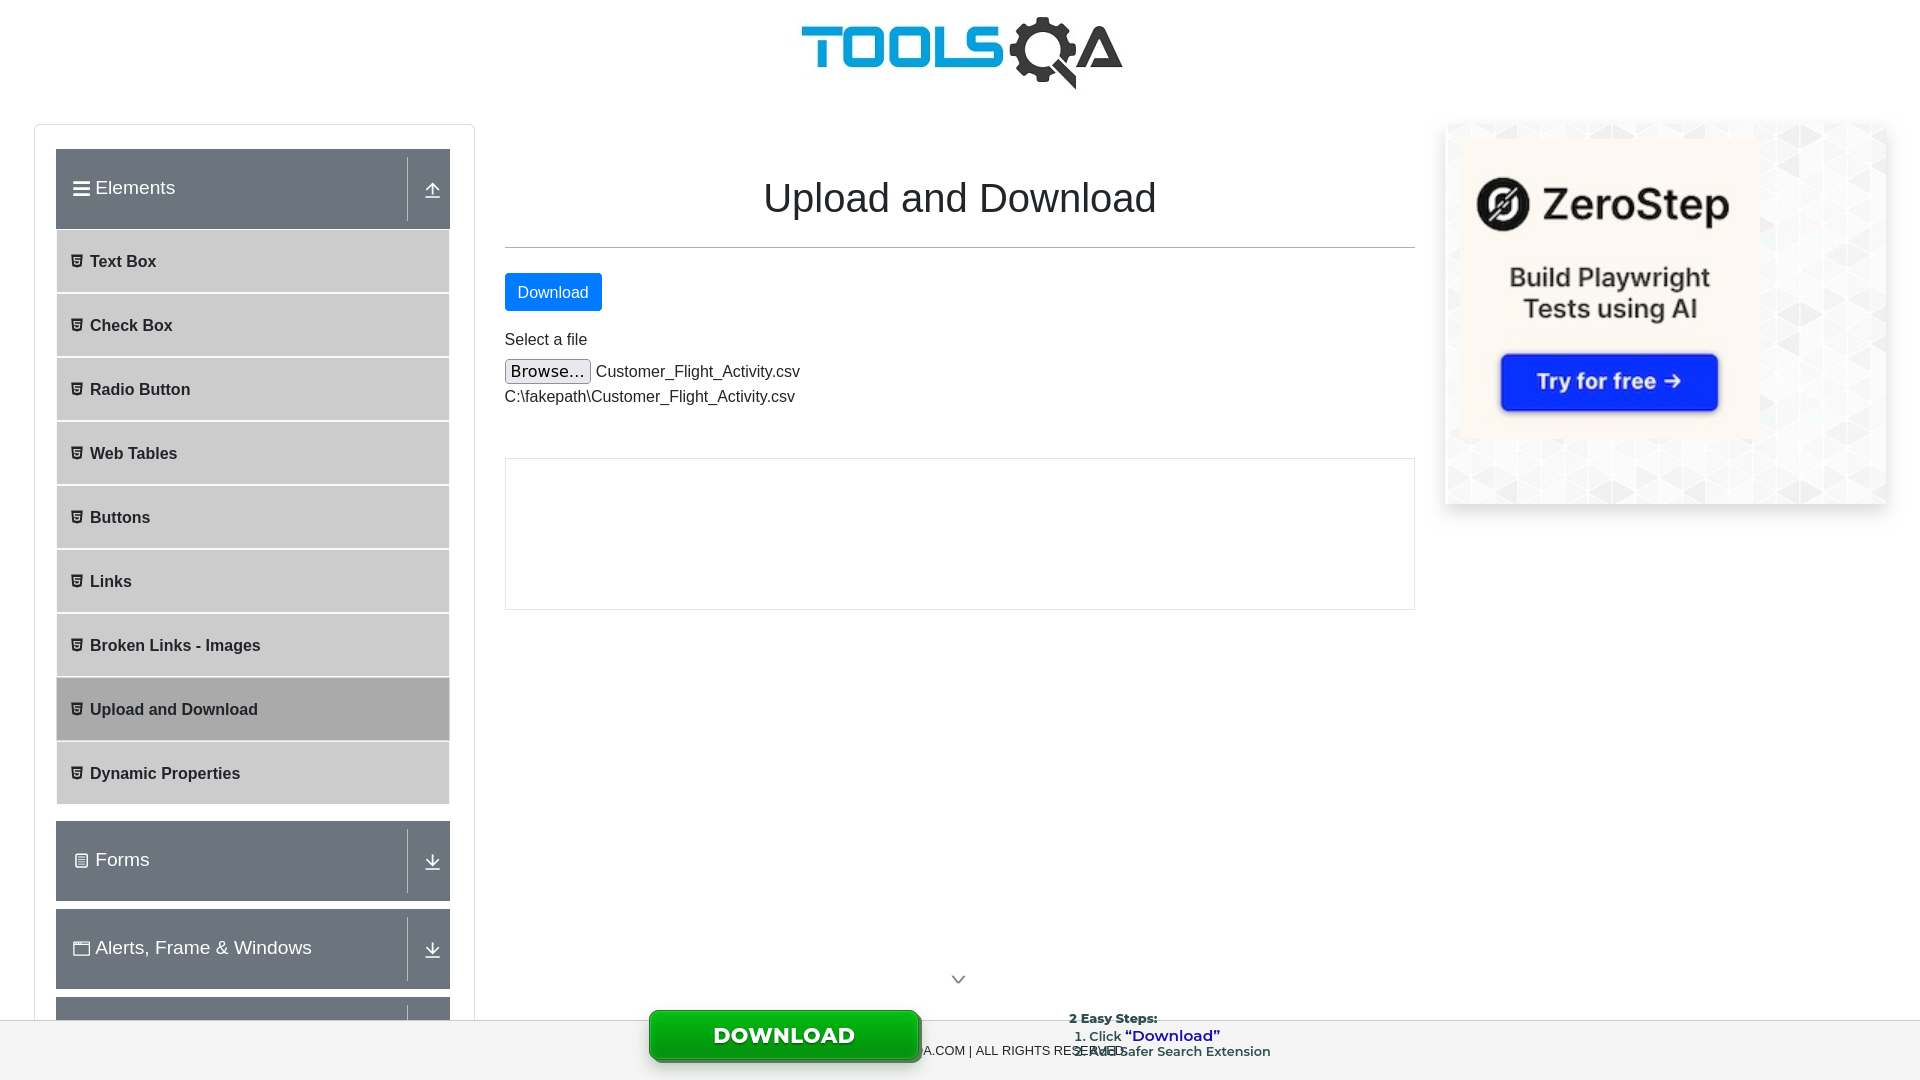 TOOLSQA
Elements
Text Box
Check Box
Radio Button
Web Tables
Buttons
Links
Broken Links - Images
Upload and Download
Dynamic Properties
Forms
Alerts, Frame & Windows
Upload and Download
Download
Select a file
Browse... Customer_Flight_Activity.csv
C:\fakepath\Customer_Flight_Activity.csv
ZeroStep
Build Playwright
Tests using AI
Try for free →
DOWNLOAD
2 Easy Steps:
1. Click “Download”
2. Add Safer Search Extension
QA.COM | ALL RIGHTS RESERVED.